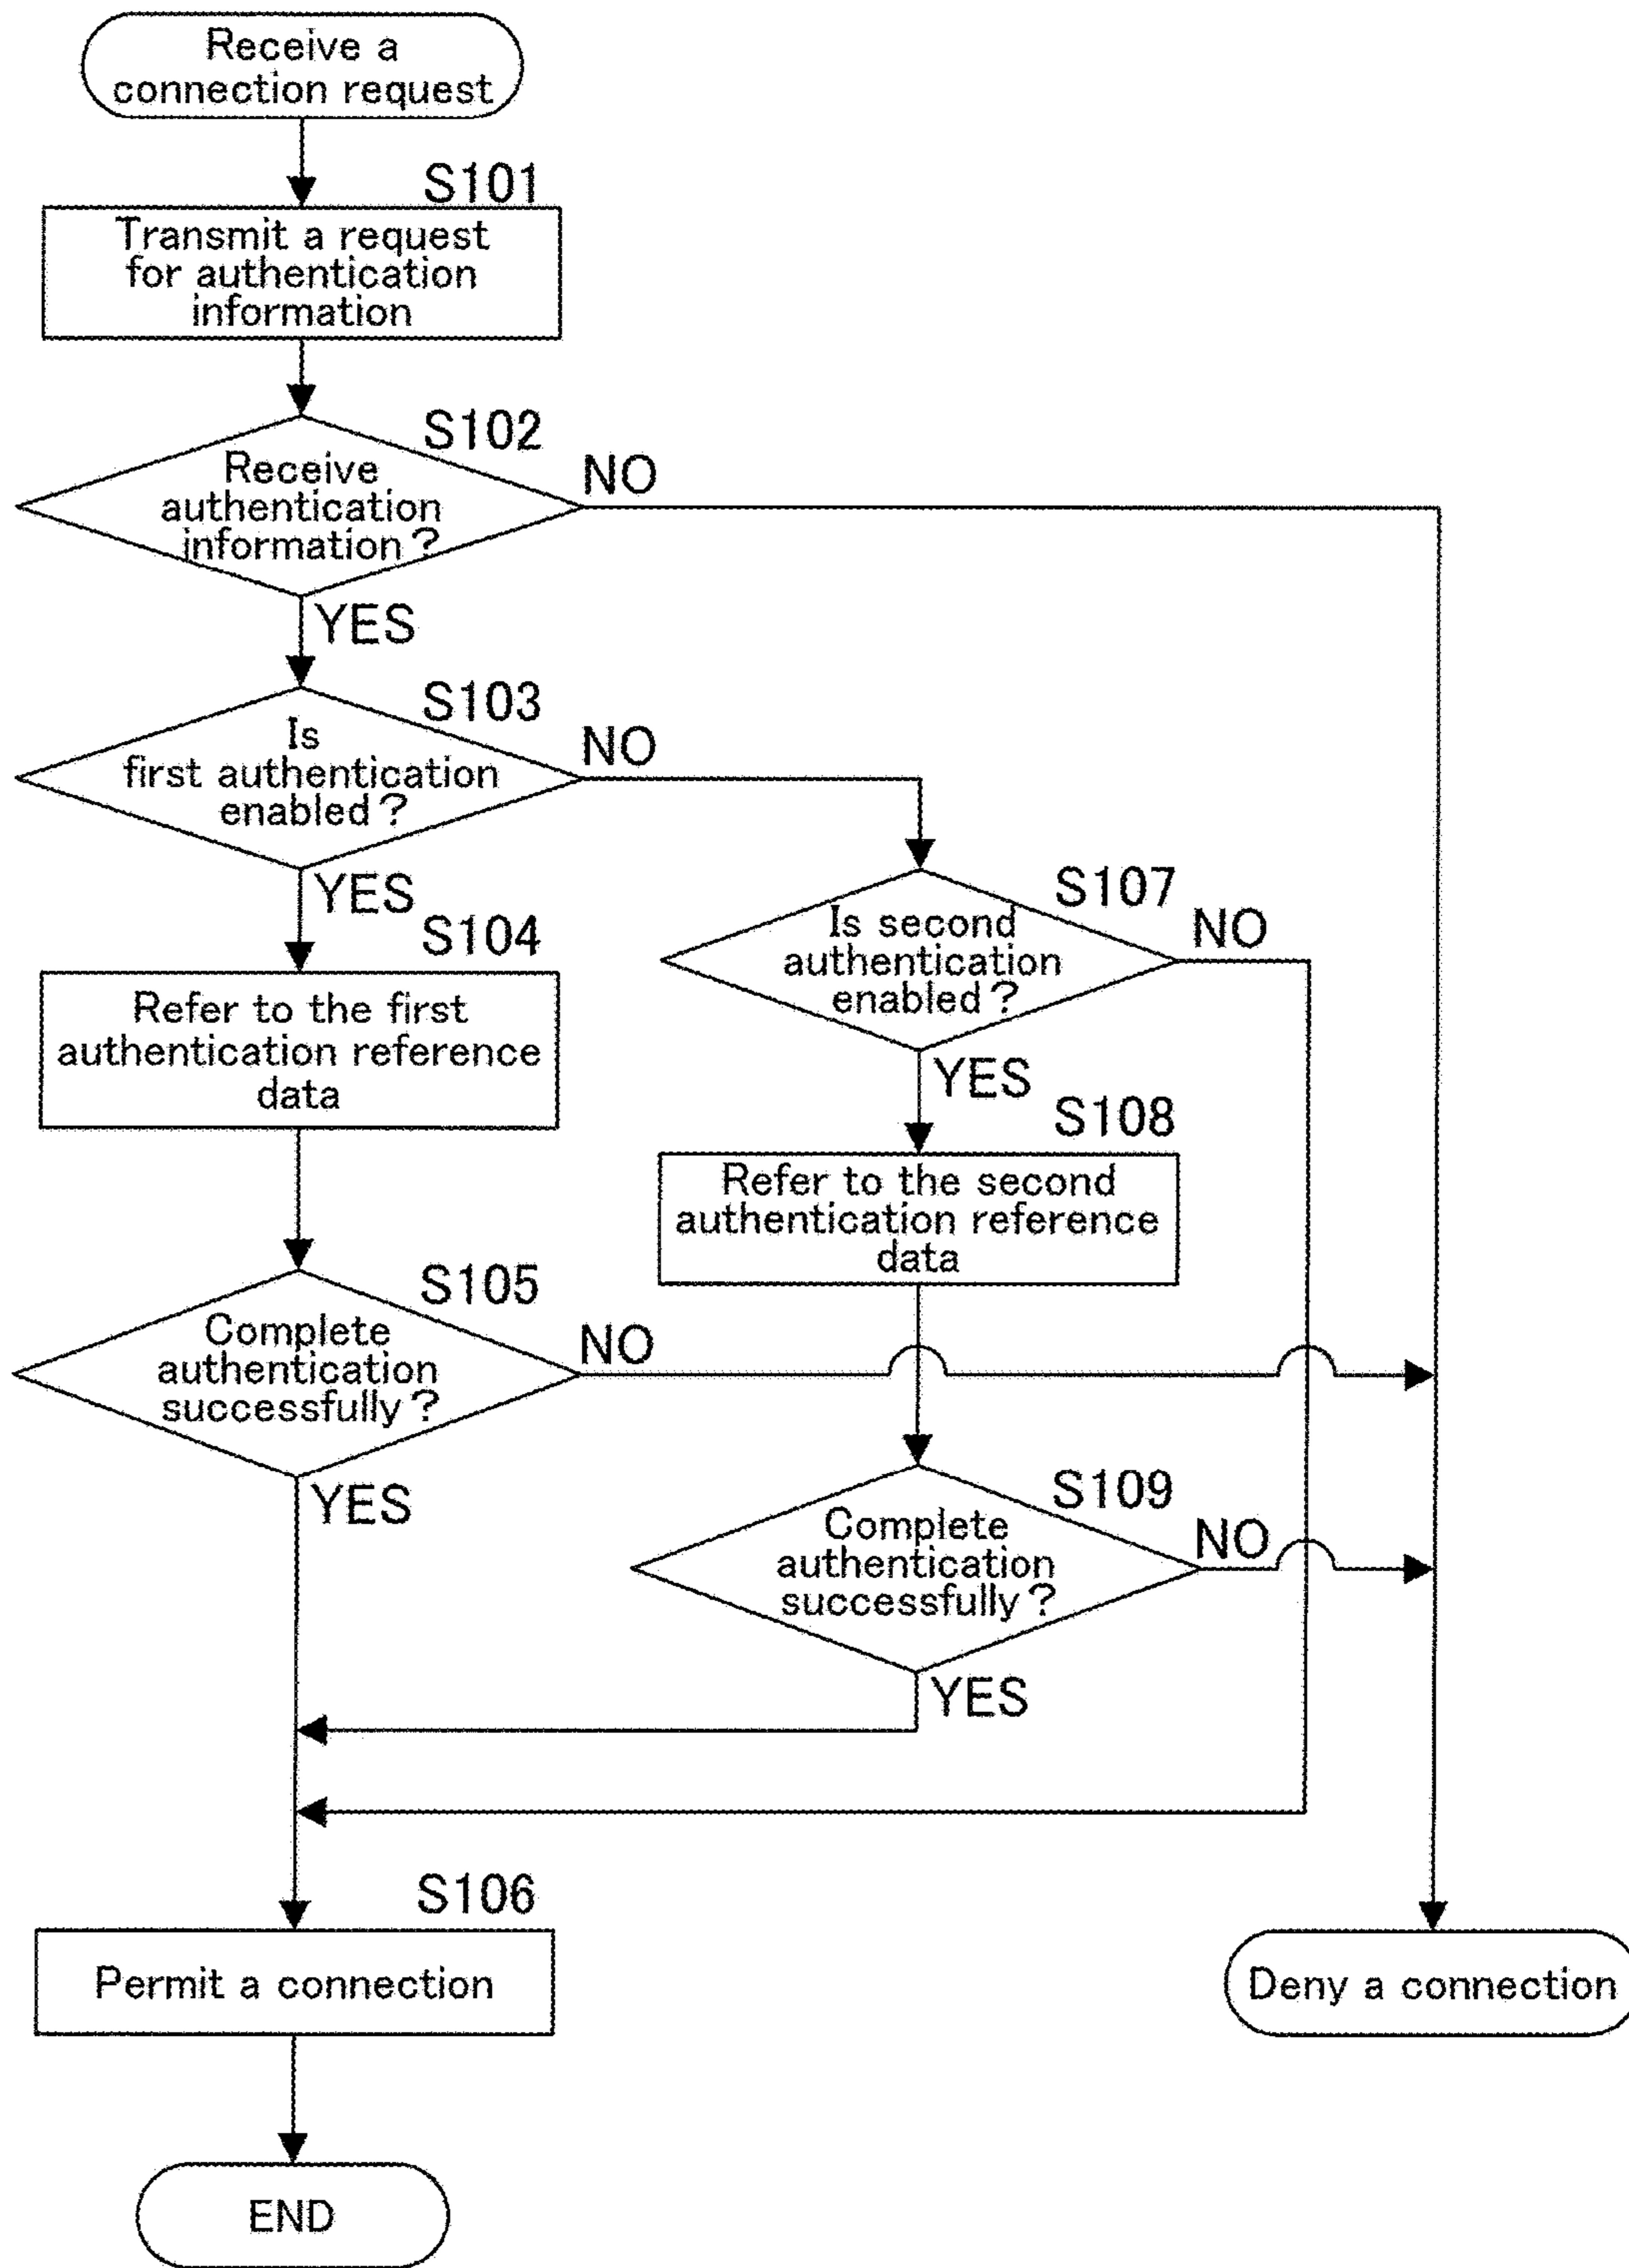 Receive a
connection request
S101
Transmit a request
for authentication
information
S102
Receive
authentication
information?
NO
YES
S103
Is
first authentication
enabled?
NO
YES
S104
Refer to the first
authentication reference
data
S107
Is second
authentication
enabled?
NO
YES
S108
Refer to the second
authentication reference
data
S105
Complete
authentication
successfully?
NO
YES
S109
Complete
authentication
successfully?
NO
YES
S106
Permit a connection
Deny a connection
END